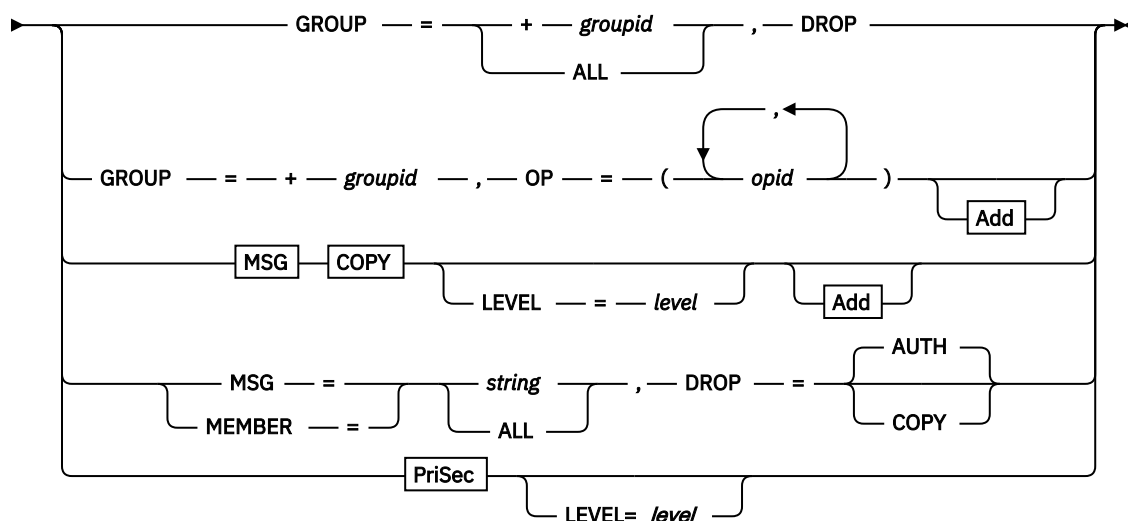 GROUP = + groupid , DROP
ALL
,
GROUP = + groupid , OP = ( opid )
Add
MSG COPY
LEVEL = level Add
AUTH
MSG = string , DROP =
MEMBER = ALL COPY
PriSec
LEVEL= level